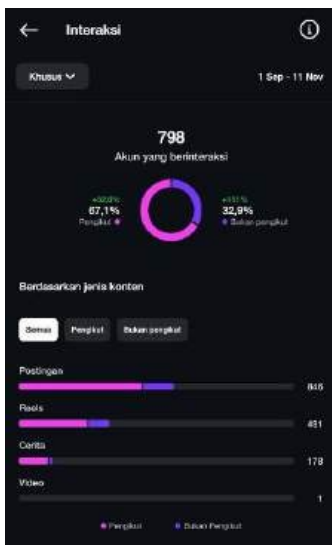 Interaksi
Khusus
1 Sep - 11 Nov
798
Akun yang berinteraksi
67,1%
Pengikut
32,9%
Bukan pengikut
Berdasarkan jenis konten
Semua Pengikut Bukan pengikut
Postingan
Reels
Cerita
178
Video
1
Pengikut Bukan Pengikut